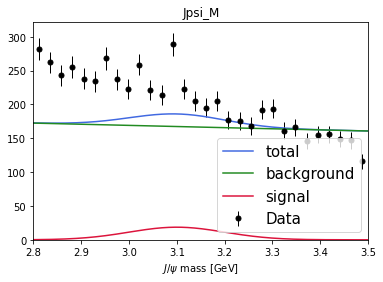 Jpsi_M
300
250
200
150
100
50
0
total
background
signal
Data
2.8 2.9 3.0 3.1 3.2 3.3 3.4 3.5
J/ψ mass [GeV]